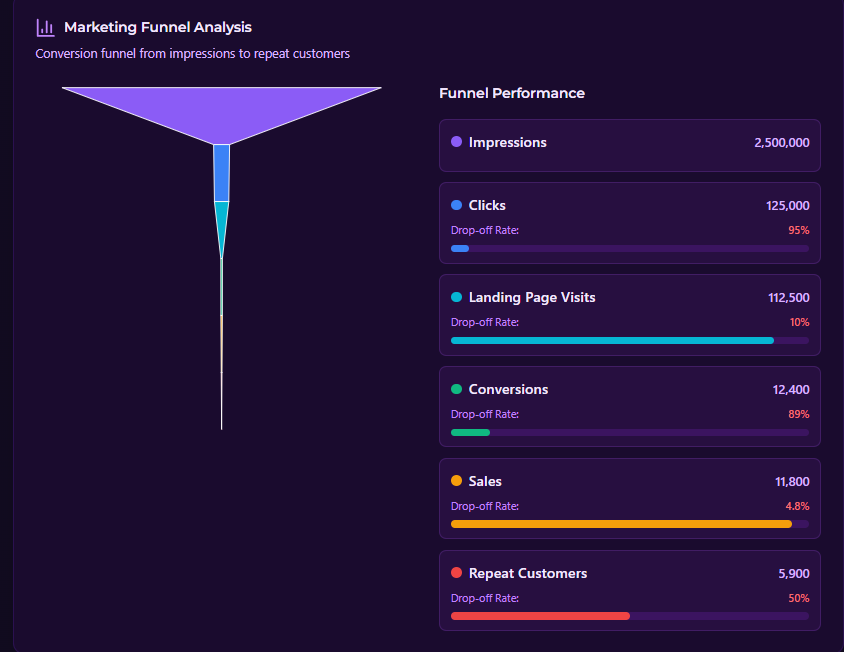 Marketing Funnel Analysis
Conversion funnel from impressions to repeat customers
Funnel Performance
Impressions 2,500,000
Clicks 125,000
Drop-off Rate: 95%
Landing Page Visits 112,500
Drop-off Rate: 10%
Conversions 12,400
Drop-off Rate: 89%
Sales 11,800
Drop-off Rate: 4.8%
Repeat Customers 5,900
Drop-off Rate: 50%